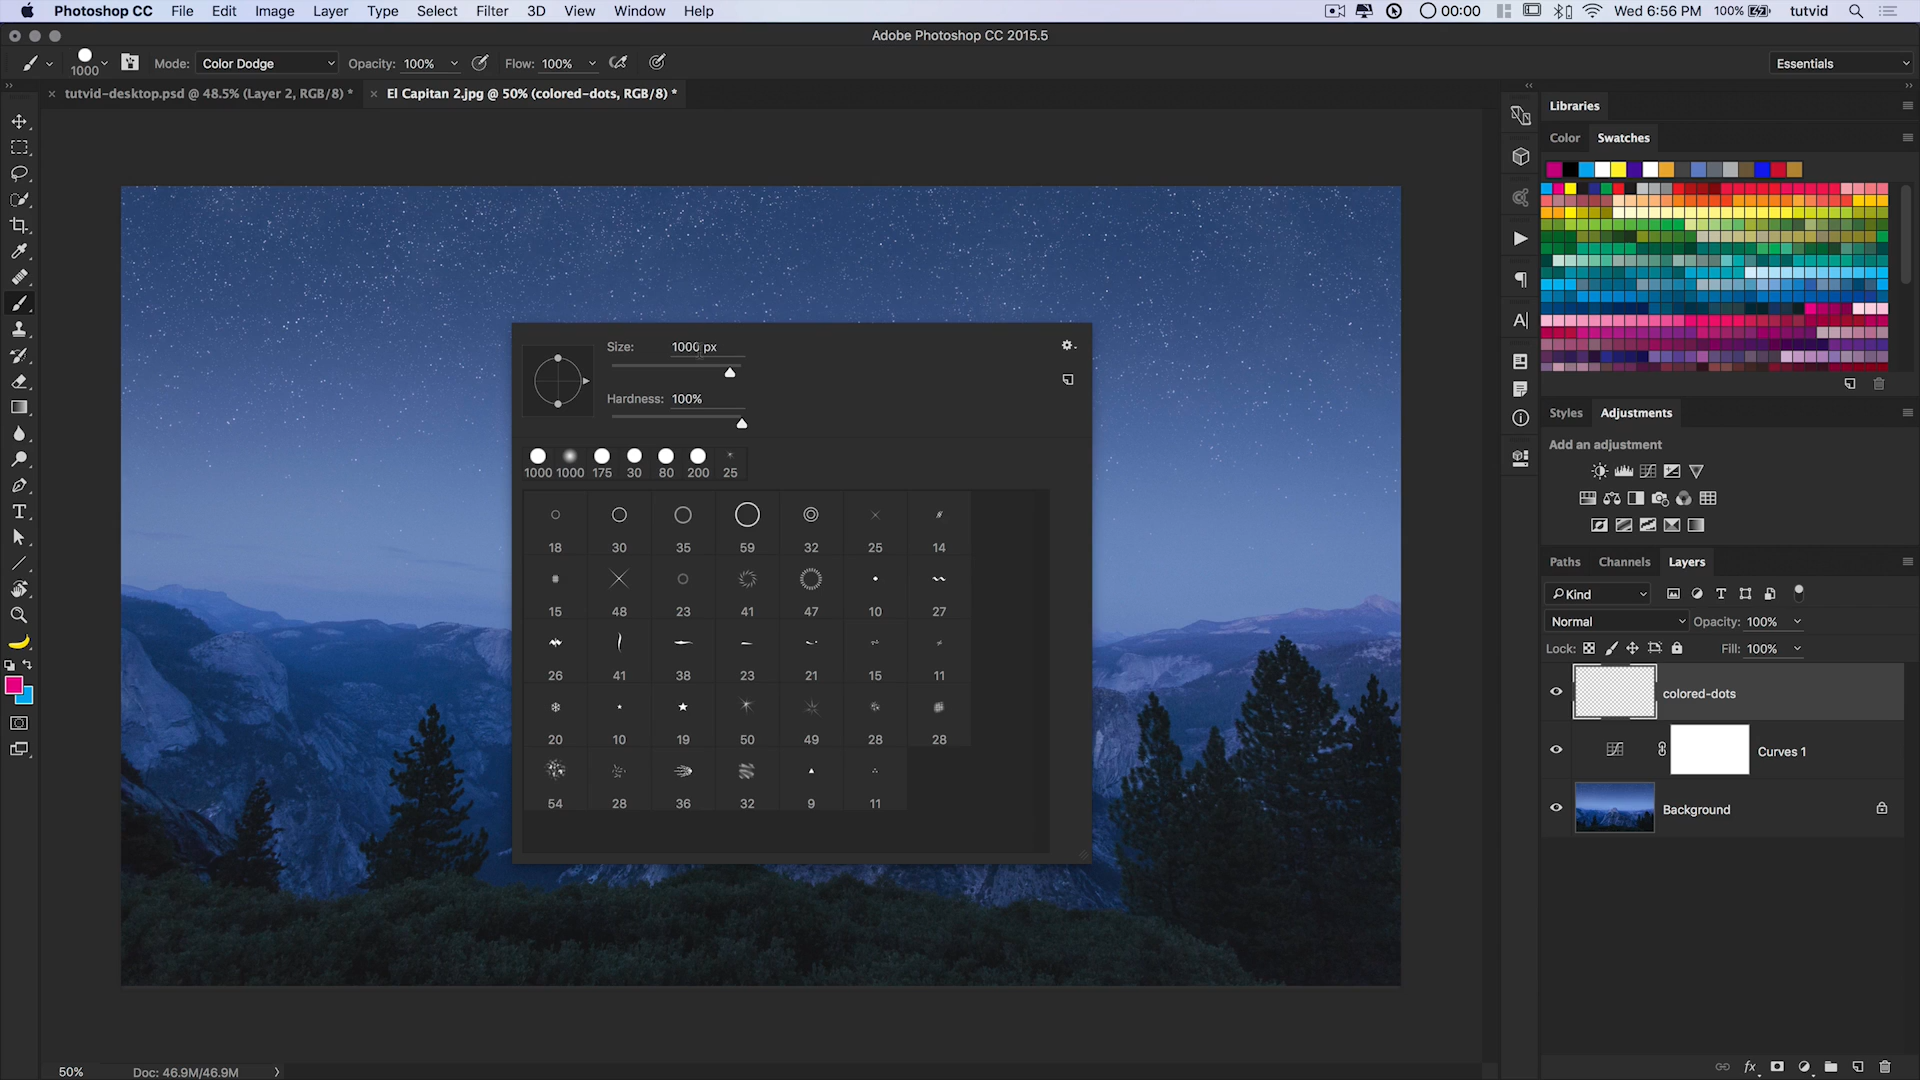 Photoshop CC File Edit Image Layer Type Select Filter 3D View Window Help 00:00 Wed 6:56 PM 100% tutvid
Adobe Photoshop CC 2015.5
1000 Mode: Color Dodge Opacity: 100% Flow: 100% Essentials
tutvid-desktop.psd @ 48.5% (Layer 2, RGB/8) * El Capitan 2.jpg @ 50% (colored-dots, RGB/8) *
Libraries
Color Swatches
Size: 1000 px
Hardness: 100%
1000 1000 175 30 80 200 25
18 30 35 59 32 25 14
15 48 23 41 47 10 27
26 41 38 23 21 15 11
20 10 19 50 49 28 28
54 28 36 32 9 11
Styles Adjustments
Add an adjustment
Paths Channels Layers
Kind
Normal Opacity: 100%
Lock: Fill: 100%
colored-dots
Curves 1
Background
50% Doc: 46.9M/46.9M